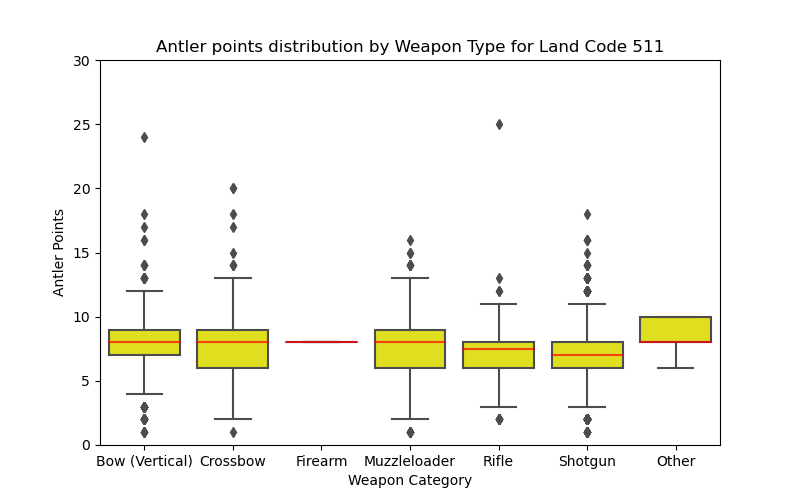 Antler points distribution by Weapon Type for Land Code 511
30
25
20
15
10
5
0
Antler Points
Bow (Vertical) Crossbow Firearm Muzzleloader Rifle Shotgun Other
Weapon Category